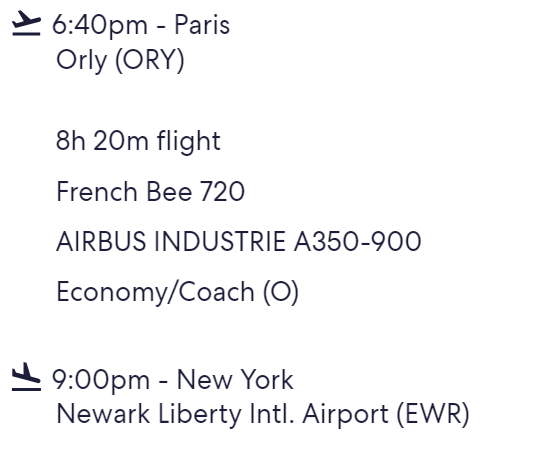 6:40pm - Paris
Orly (ORY)
8h 20m flight
French Bee 720
AIRBUS INDUSTRIE A350-900
Economy/Coach (O)
9:00pm - New York
Newark Liberty Intl. Airport (EWR)